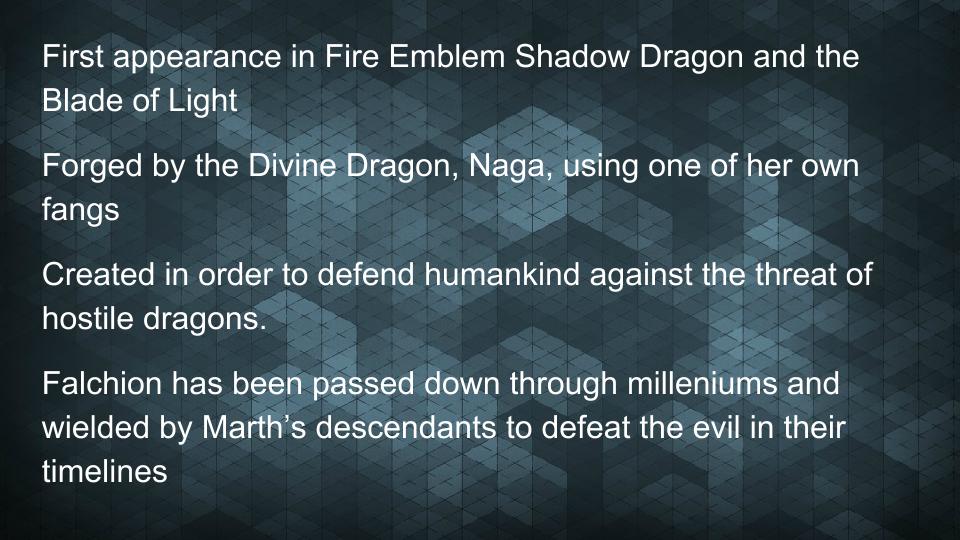 First appearance in Fire Emblem Shadow Dragon and the
Blade of Light
Forged by the Divine Dragon, Naga, using one of her own
fangs
Created in order to defend humankind against the threat of
hostile dragons.
Falchion has been passed down through milleniums and
wielded by Marth’s descendants to defeat the evil in their
timelines